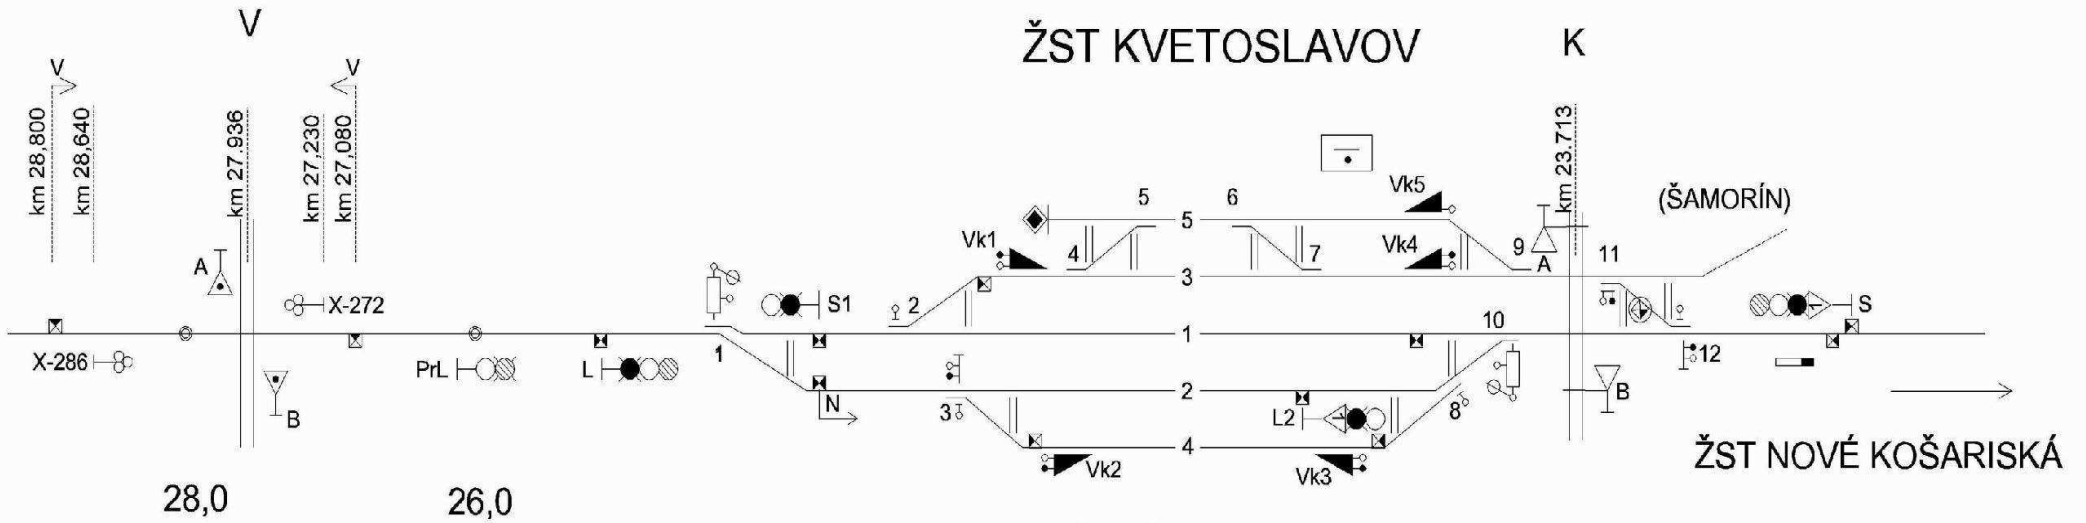 V
ŽST KVETOSLAVOV
K
V
V
km 28,800
km 28,640
km 27.936
km 27,230
km 27,080
km 23.713
Vk5
(ŠAMORÍN)
5
6
5
Vk1
4
7
Vk4
9
A
11
A
3
X-272
S1
2
S
1
10
X-286
PrL
L
1
12
N
2
B
3
L2
8
B
4
Vk2
Vk3
ŽST NOVÉ KOŠARISKÁ
28,0
26,0